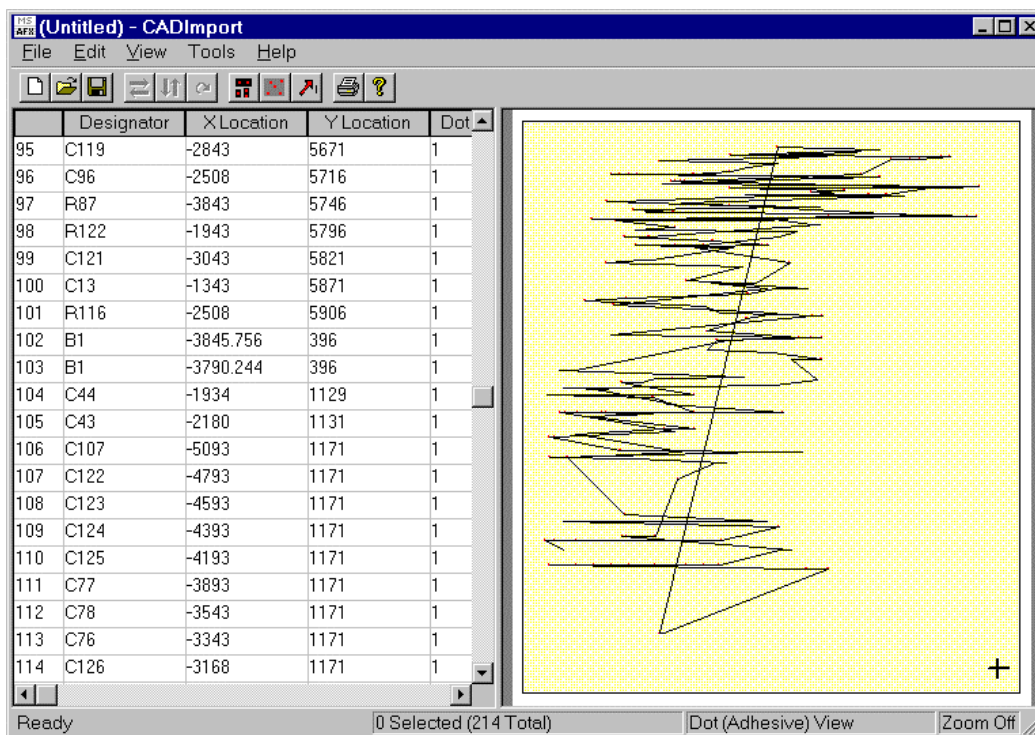 MS AFX (Untitled) - CADImport
File Edit View Tools Help
Designator X Location Y Location Dot
95 C119 -2843 5671 1
96 C96 -2508 5716 1
97 R87 -3843 5746 1
98 R122 -1943 5796 1
99 C121 -3043 5821 1
100 C13 -1343 5871 1
101 R116 -2508 5906 1
102 B1 -3845.756 396 1
103 B1 -3790.244 396 1
104 C44 -1934 1129 1
105 C43 -2180 1131 1
106 C107 -5093 1171 1
107 C122 -4793 1171 1
108 C123 -4593 1171 1
109 C124 -4393 1171 1
110 C125 -4193 1171 1
111 C77 -3893 1171 1
112 C78 -3543 1171 1
113 C76 -3343 1171 1
114 C126 -3168 1171 1
Ready 0 Selected (214 Total) Dot (Adhesive) View Zoom Off